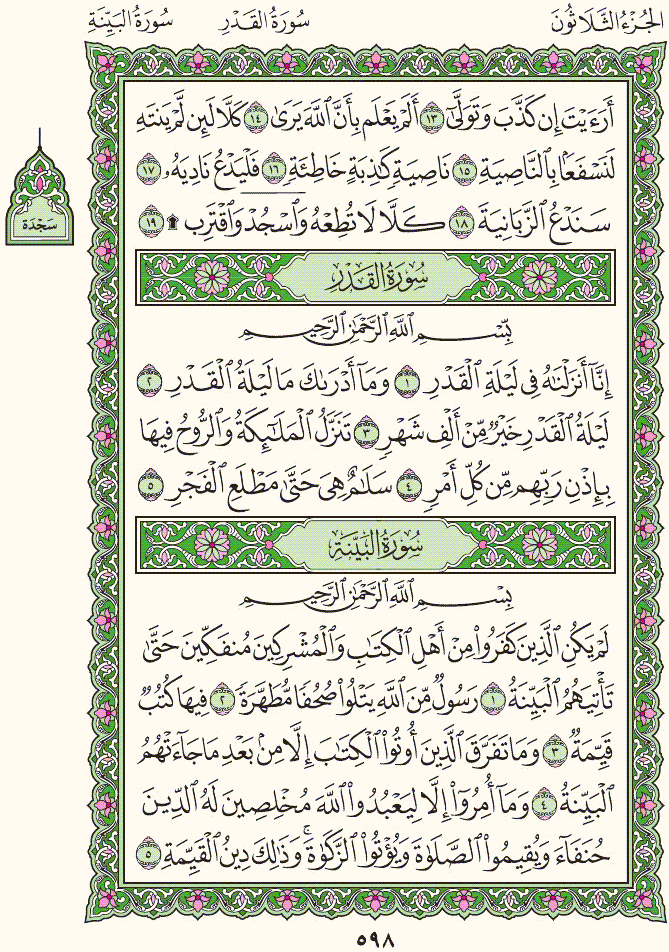 الجُزْءُ الثَّلَاثُونَ سُورَةُ القَدْرِ سُورَةُ البَيِّنَةِ
أَرَءَيْتَ إِن كَذَّبَ وَتَوَلَّىٰٓ ١٣ أَلَمْ يَعْلَم بِأَنَّ ٱللَّهَ يَرَىٰ ١٤ كَلَّا لَئِن لَّمْ يَنتَهِ
لَنَسْفَعًۢا بِٱلنَّاصِيَةِ ١٥ نَاصِيَةٍ كَٰذِبَةٍ خَاطِئَةٍ ١٦ فَلْيَدْعُ نَادِيَهُۥ ١٧
سَنَدْعُ ٱلزَّبَانِيَةَ ١٨ كَلَّا لَا تُطِعْهُ وَٱسْجُدْ وَٱقْتَرِب ۩ ١٩
سَجْدَة
سُورَةُ القَدْرِ
بِسْمِ ٱللَّهِ ٱلرَّحْمَٰنِ ٱلرَّحِيمِ
إِنَّآ أَنزَلْنَٰهُ فِى لَيْلَةِ ٱلْقَدْرِ ١ وَمَآ أَدْرَىٰكَ مَا لَيْلَةُ ٱلْقَدْرِ ٢
لَيْلَةُ ٱلْقَدْرِ خَيْرٌ مِّنْ أَلْفِ شَهْرٍ ٣ تَنَزَّلُ ٱلْمَلَٰٓئِكَةُ وَٱلرُّوحُ فِيهَا
بِإِذْنِ رَبِّهِم مِّن كُلِّ أَمْرٍ ٤ سَلَٰمٌ هِىَ حَتَّىٰ مَطْلَعِ ٱلْفَجْرِ ٥
سُورَةُ البَيِّنَةِ
بِسْمِ ٱللَّهِ ٱلرَّحْمَٰنِ ٱلرَّحِيمِ
لَمْ يَكُنِ ٱلَّذِينَ كَفَرُوا۟ مِنْ أَهْلِ ٱلْكِتَٰبِ وَٱلْمُشْرِكِينَ مُنفَكِّينَ حَتَّىٰ
تَأْتِيَهُمُ ٱلْبَيِّنَةُ ١ رَسُولٌ مِّنَ ٱللَّهِ يَتْلُوا۟ صُحُفًا مُّطَهَّرَةً ٢ فِيهَا كُتُبٌ
قَيِّمَةٌ ٣ وَمَا تَفَرَّقَ ٱلَّذِينَ أُوتُوا۟ ٱلْكِتَٰبَ إِلَّا مِنۢ بَعْدِ مَا جَآءَتْهُمُ
ٱلْبَيِّنَةُ ٤ وَمَآ أُمِرُوٓا۟ إِلَّا لِيَعْبُدُوا۟ ٱللَّهَ مُخْلِصِينَ لَهُ ٱلدِّينَ
حُنَفَآءَ وَيُقِيمُوا۟ ٱلصَّلَوٰةَ وَيُؤْتُوا۟ ٱلزَّكَوٰةَ ۚ وَذَٰلِكَ دِينُ ٱلْقَيِّمَةِ ٥
٥٩٨